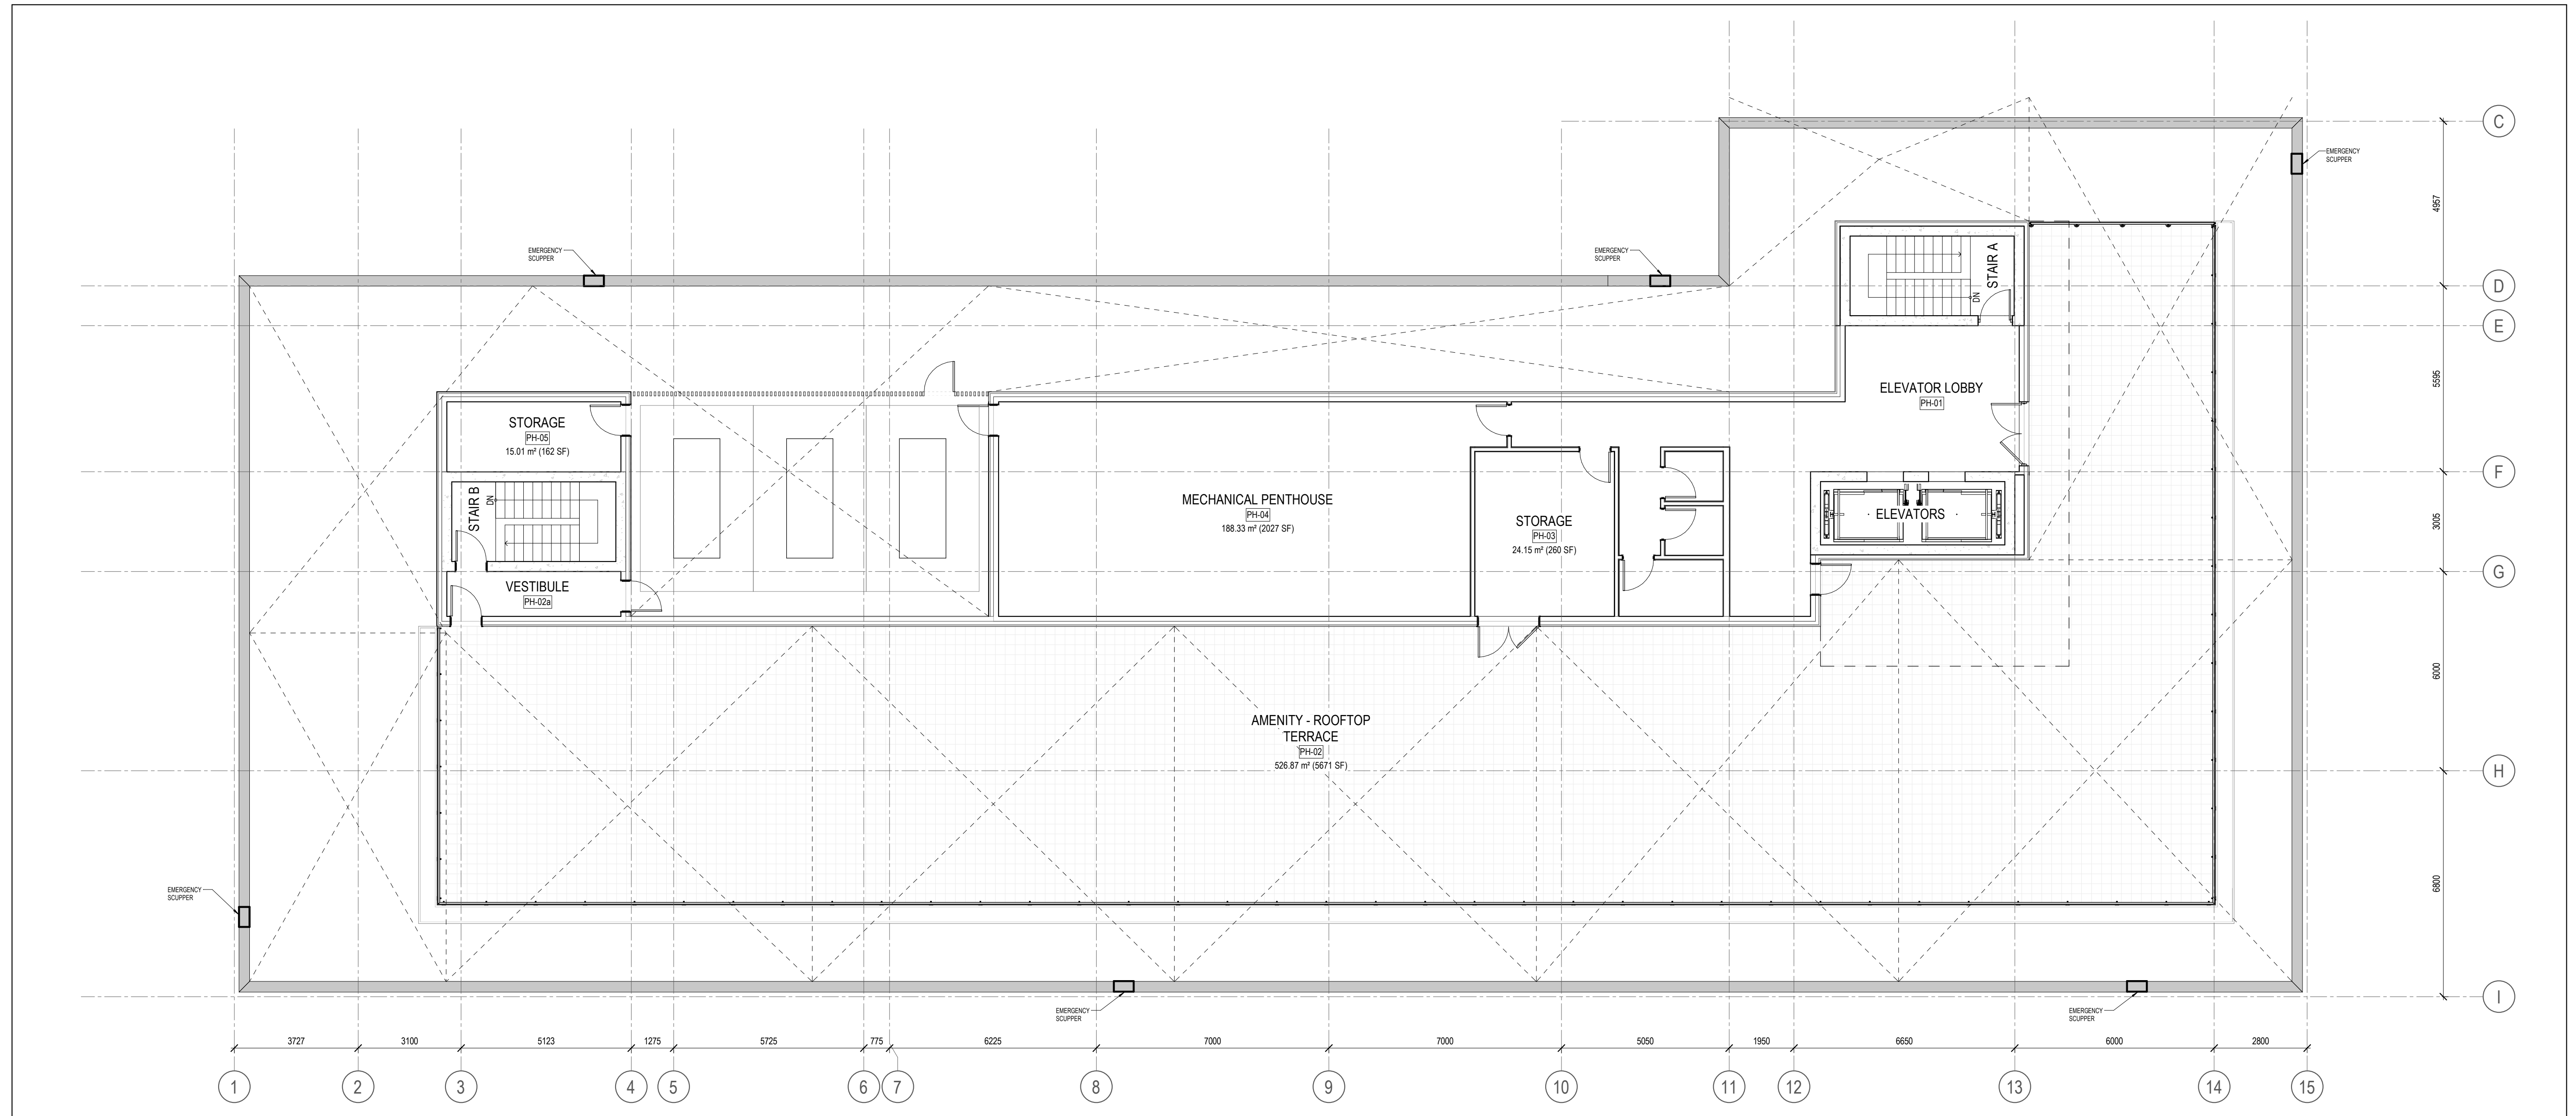 C
EMERGENCY
SCUPPER
4957
EMERGENCY
SCUPPER
EMERGENCY
SCUPPER
STAIR A
DN
D
E
5595
ELEVATOR LOBBY
PH-01
STORAGE
PH-05
15.01 m² (162 SF)
F
STAIR B
DN
MECHANICAL PENTHOUSE
PH-04
188.33 m² (2027 SF)
STORAGE
PH-03
24.15 m² (260 SF)
ELEVATORS
3005
G
VESTIBULE
PH-02a
6000
AMENITY - ROOFTOP
TERRACE
PH-02
526.87 m² (5671 SF)
H
6800
EMERGENCY
SCUPPER
I
EMERGENCY
SCUPPER
EMERGENCY
SCUPPER
3727 3100 5123 1275 5725 775 6225 7000 7000 5050 1950 6650 6000 2800
1 2 3 4 5 6 7 8 9 10 11 12 13 14 15